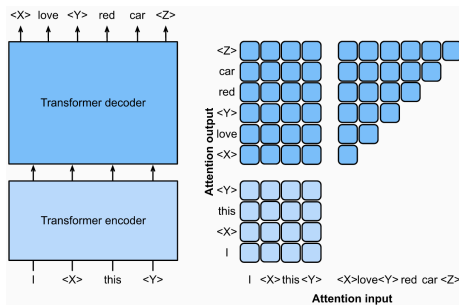 <X> love <Y> red car <Z>
Transformer decoder
Transformer encoder
I <X> this <Y>
Attention output
<Z>
car
red
<Y>
love
<X>
<Y>
this
<X>
I
I <X> this <Y> <X> love <Y> red car <Z>
Attention input